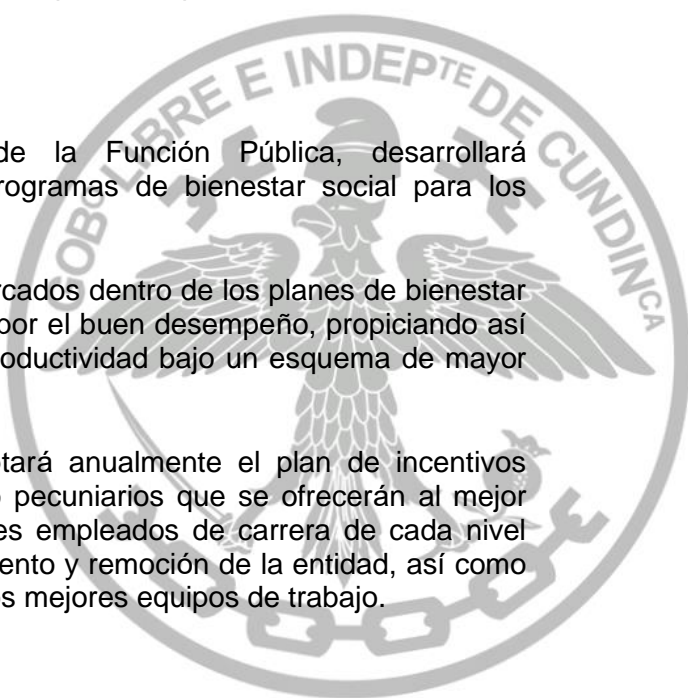 GOBº LIBRE E INDEPTE DE CUNDINCA
de la Función Pública, desarrollará
rogramas de bienestar social para los
rcados dentro de los planes de bienestar
por el buen desempeño, propiciando así
oductividad bajo un esquema de mayor
tará anualmente el plan de incentivos
o pecuniarios que se ofrecerán al mejor
es empleados de carrera de cada nivel
ento y remoción de la entidad, así como
os mejores equipos de trabajo.